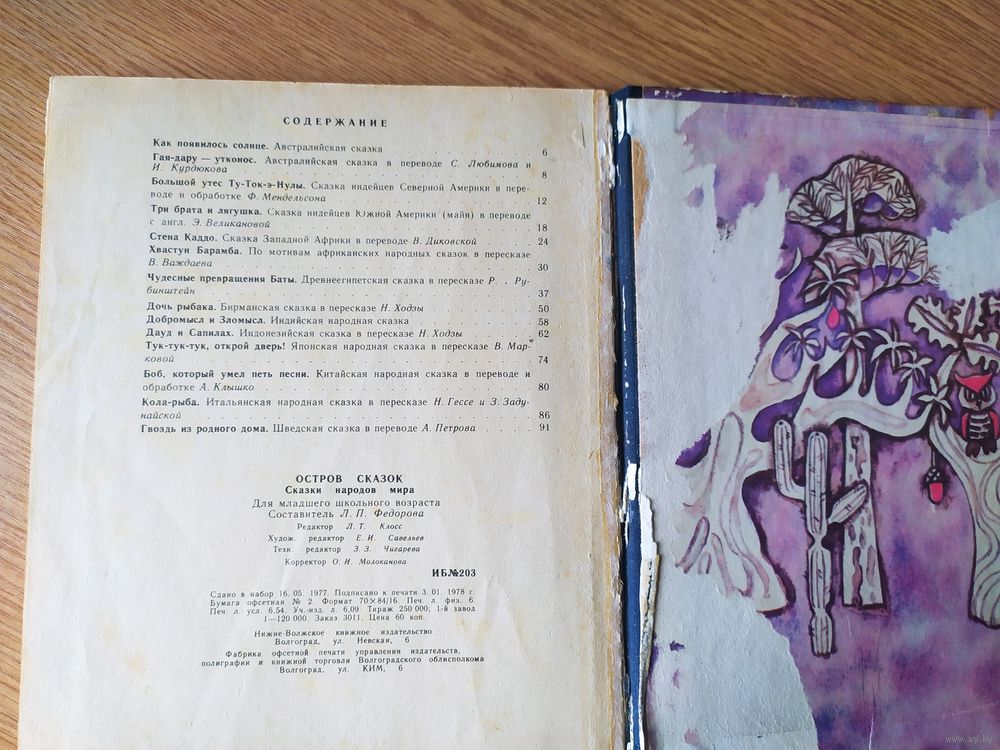 СОДЕРЖАНИЕ
Как появилось солнце. Австралийская сказка . . . . . . . . . . 6
Гая-дару — утконос. Австралийская сказка в переводе С. Любимова и
И. Курдюкова . . . . . . . . . . 8
Большой утес Ту-Ток-э-Нулы. Сказка индейцев Северной Америки в пере-
воде и обработке Ф. Мендельсона . . . . . . . . . . 12
Три брата и лягушка. Сказка индейцев Южной Америки (майя) в переводе
с англ. Э. Великановой . . . . . . . . . . 18
Стена Каддо. Сказка Западной Африки в переводе В. Диковской . . . . 24
Хвастун Барамба. По мотивам африканских народных сказок в пересказе
В. Важдаева . . . . . . . . . . 30
Чудесные превращения Баты. Древнеегипетская сказка в пересказе Р. . Ру-
бинштейн . . . . . . . . . . 37
Дочь рыбака. Бирманская сказка в пересказе Н. Ходзы . . . . . . 50
Добромысл и Зломысл. Индийская народная сказка . . . . . . 58
Дауд и Сапилах. Индонезийская сказка в пересказе Н. Ходзы . . . . 62
Тук-тук-тук, открой дверь! Японская народная сказка в пересказе В. Мар-
ковой . . . . . . . . . . 74
Боб, который умел петь песни. Китайская народная сказка в переводе и
обработке А. Клышко . . . . . . . . . . 80
Кола-рыба. Итальянская народная сказка в пересказе Н. Гессе и З. Заду-
найской . . . . . . . . . . 86
Гвоздь из родного дома. Шведская сказка в переводе А. Петрова . . . . 91
ОСТРОВ СКАЗОК
Сказки народов мира
Для младшего школьного возраста
Составитель Л. П. Федорова
Редактор Л. Т. Клосс
Худож. редактор Е. И. Савельев
Техн. редактор З. З. Чигарева
Корректор О. И. Молоканова
ИБ№203
Сдано в набор 16. 05. 1977. Подписано к печати 3. 01. 1978 г.
Бумага офсетная № 2. Формат 70×84/16. Печ. л. физ. 6.
Печ. л. усл. 6,54. Уч.-изд. л. 6,09. Тираж 250 000; 1-й завод
1—120 000. Заказ 3011. Цена 60 коп.
Нижне-Волжское книжное издательство
Волгоград, ул. Невская, 6
Фабрика офсетной печати управления издательств,
полиграфии и книжной торговли Волгоградского облисполкома
Волгоград, ул. КИМ, 6
www.ay.by